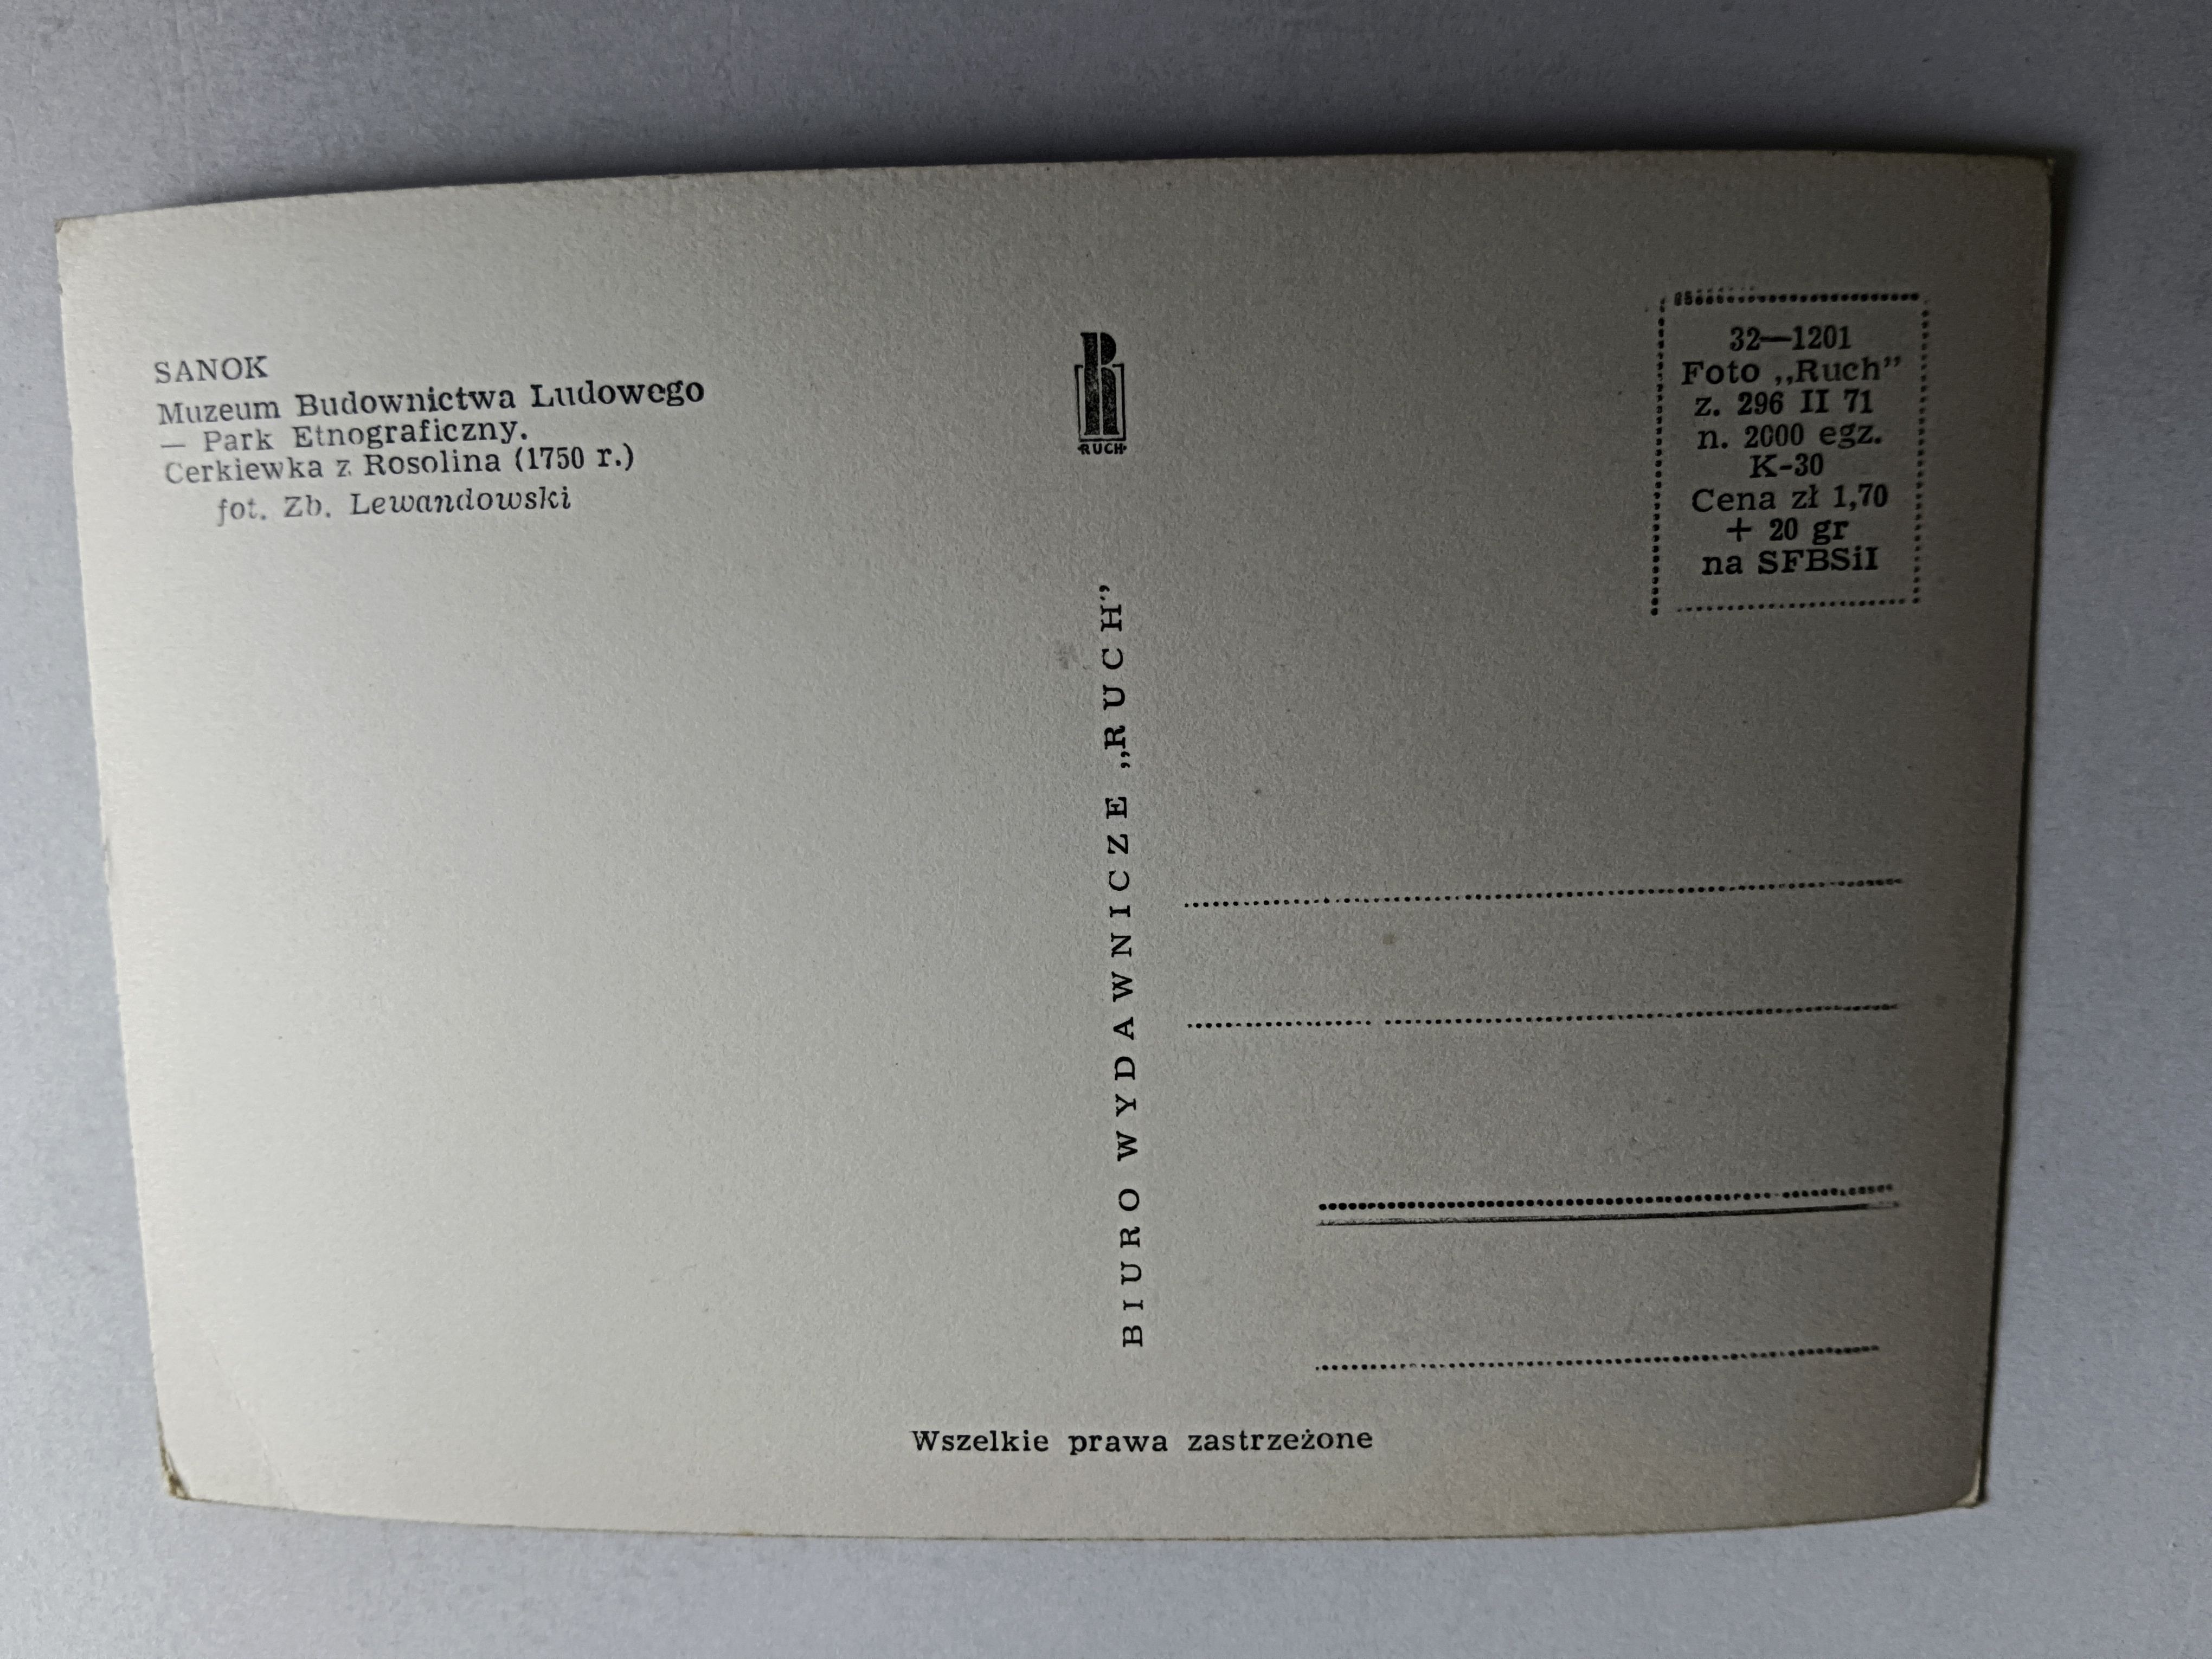 SANOK
Muzeum Budownictwa Ludowego
— Park Etnograficzny.
Cerkiewka z Rosolina (1750 r.)
fot. Zb. Lewandowski
RUCH
BIURO WYDAWNICZE „RUCH”
32—1201
Foto „Ruch”
z. 296 II 71
n. 2000 egz.
K-30
Cena zł 1,70
+ 20 gr
na SFBSiI
Wszelkie prawa zastrzeżone